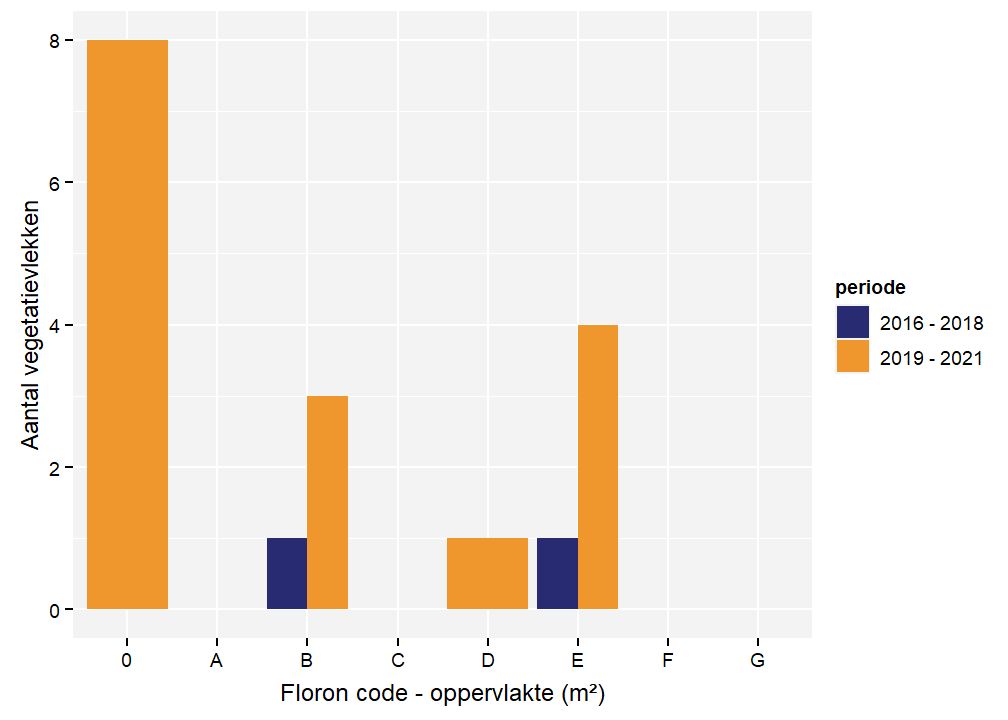 8
6
4
2
0
Aantal vegetatievlekken
0 A B C D E F G
Floron code - oppervlakte (m²)
periode
2016 - 2018
2019 - 2021